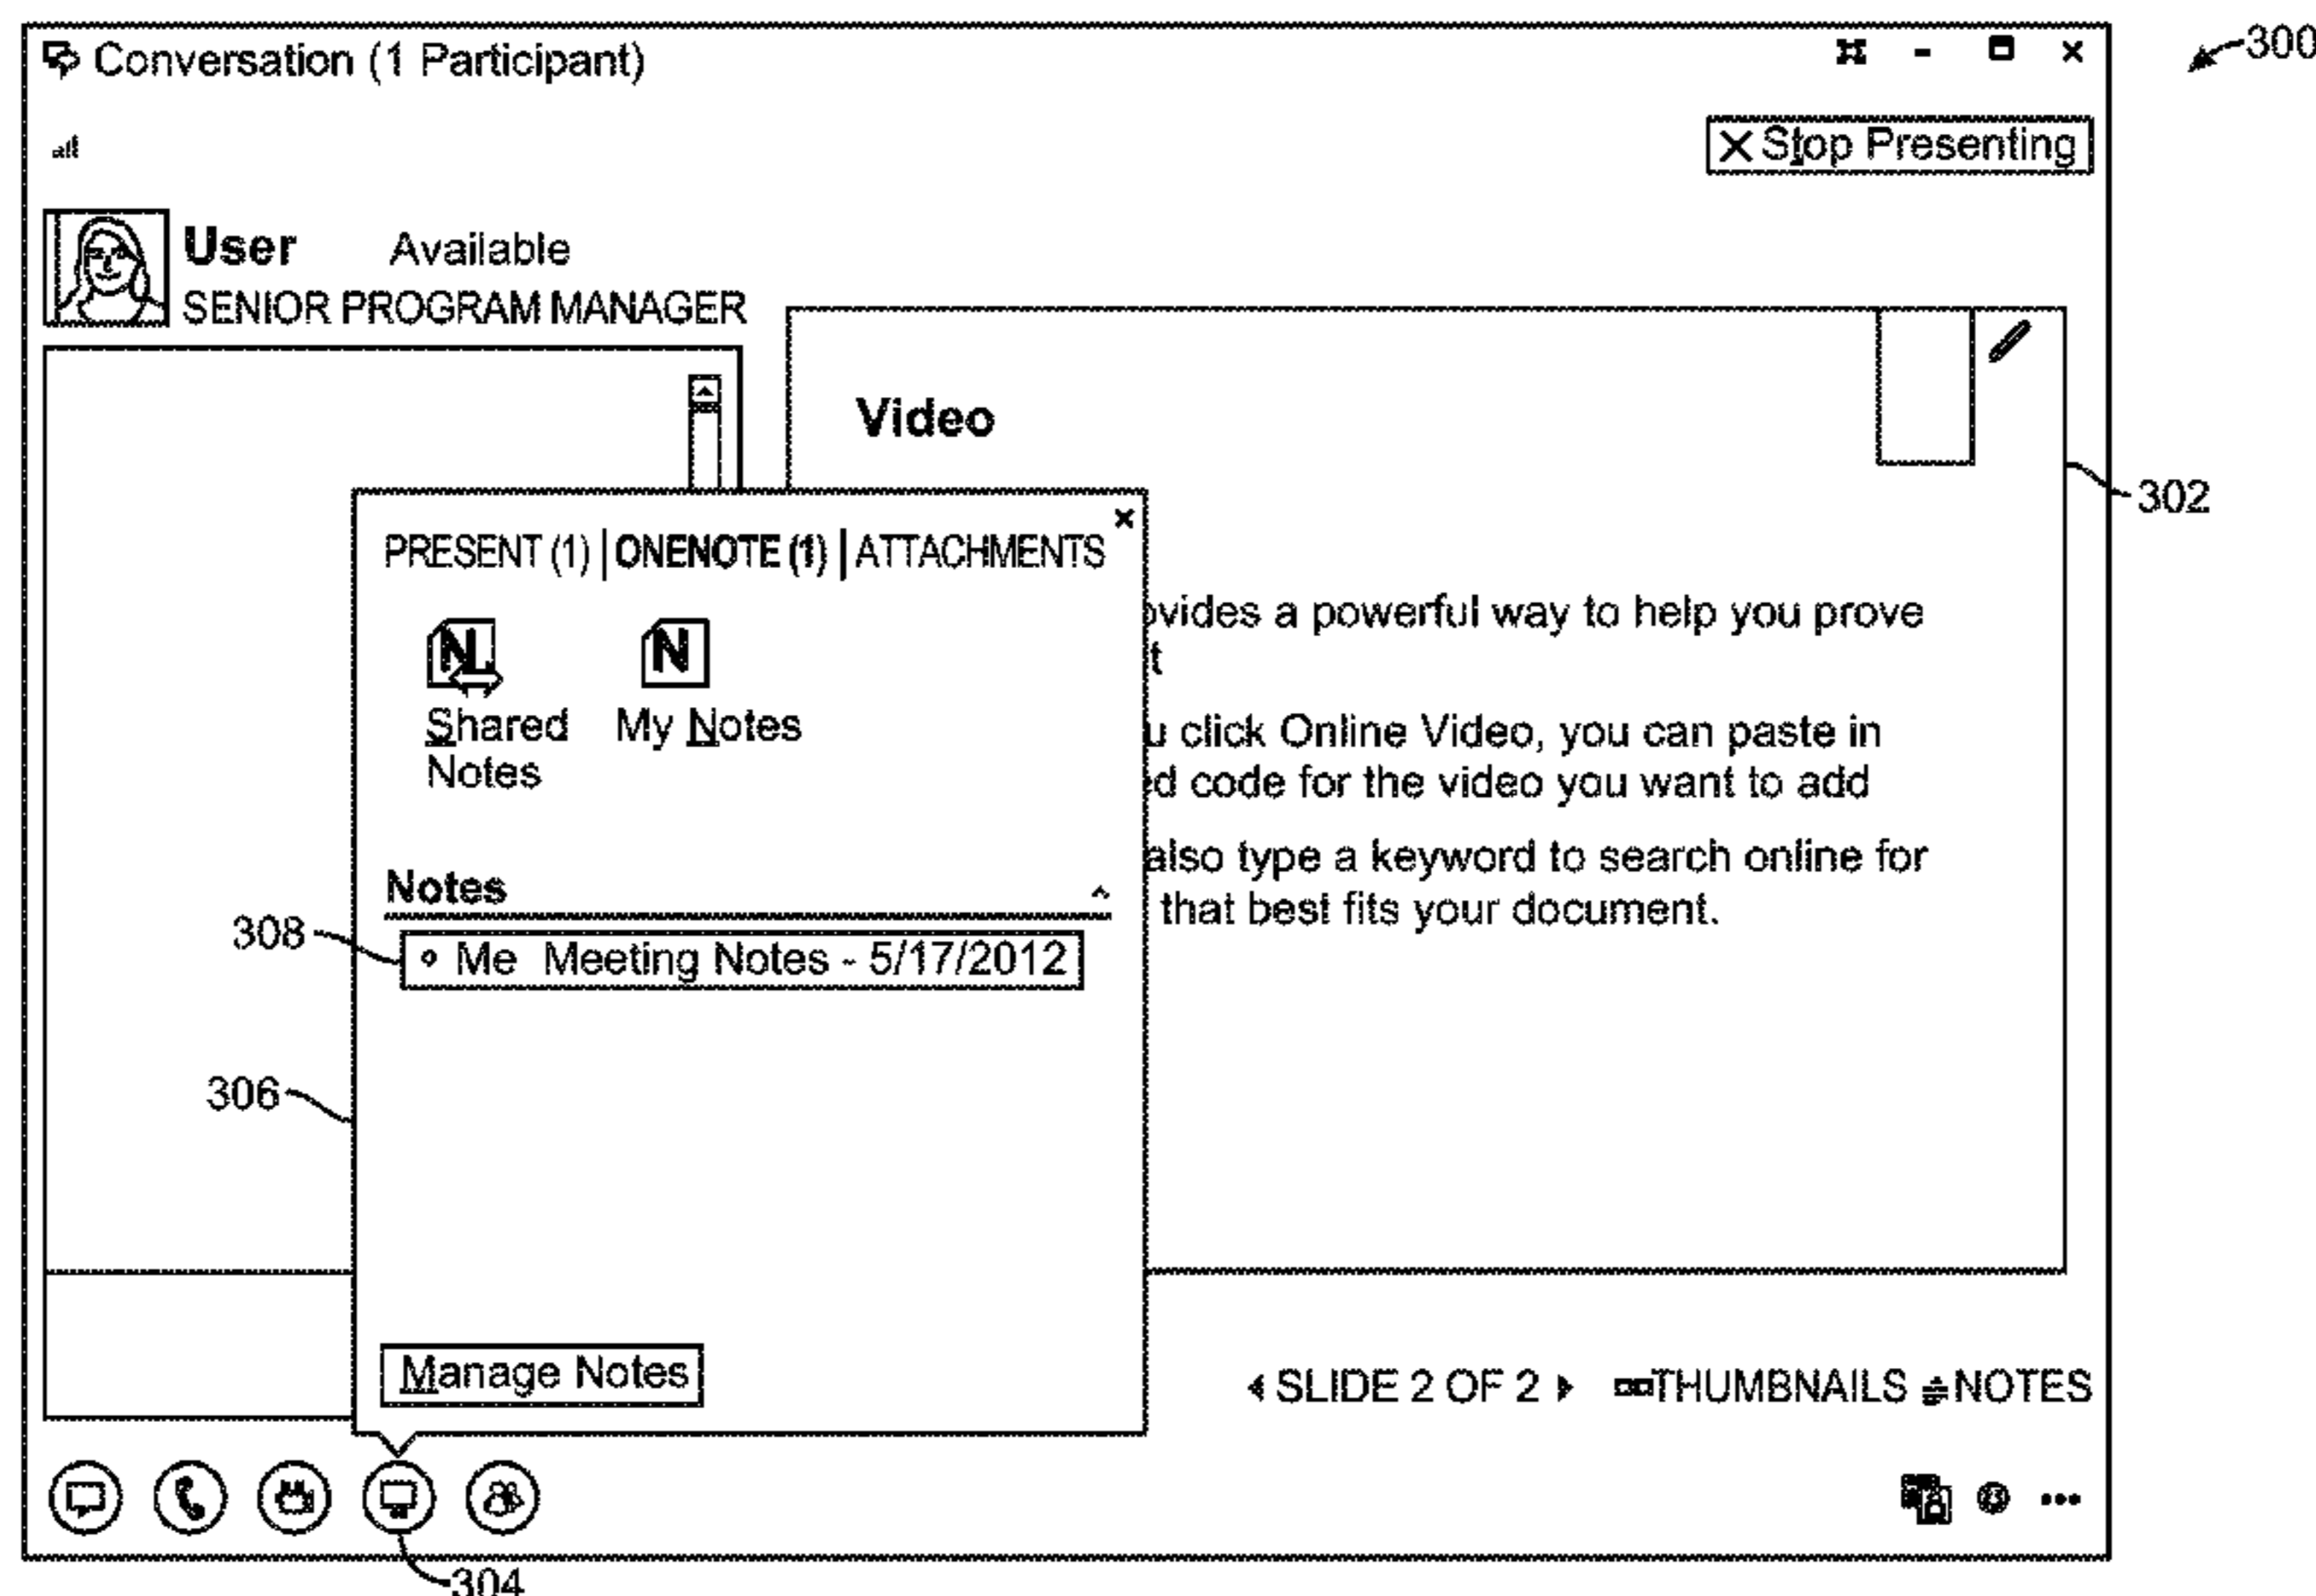 Conversation (1 Participant)
300
Stop Presenting
User Available
SENIOR PROGRAM MANAGER
Video
302
PRESENT (1) | ONENOTE (1) | ATTACHMENTS
Shared
Notes
My Notes
vides a powerful way to help you prove
t
u click Online Video, you can paste in
d code for the video you want to add
also type a keyword to search online for
that best fits your document.
Notes
308
Me Meeting Notes - 5/17/2012
306
Manage Notes
SLIDE 2 OF 2 THUMBNAILS NOTES
304